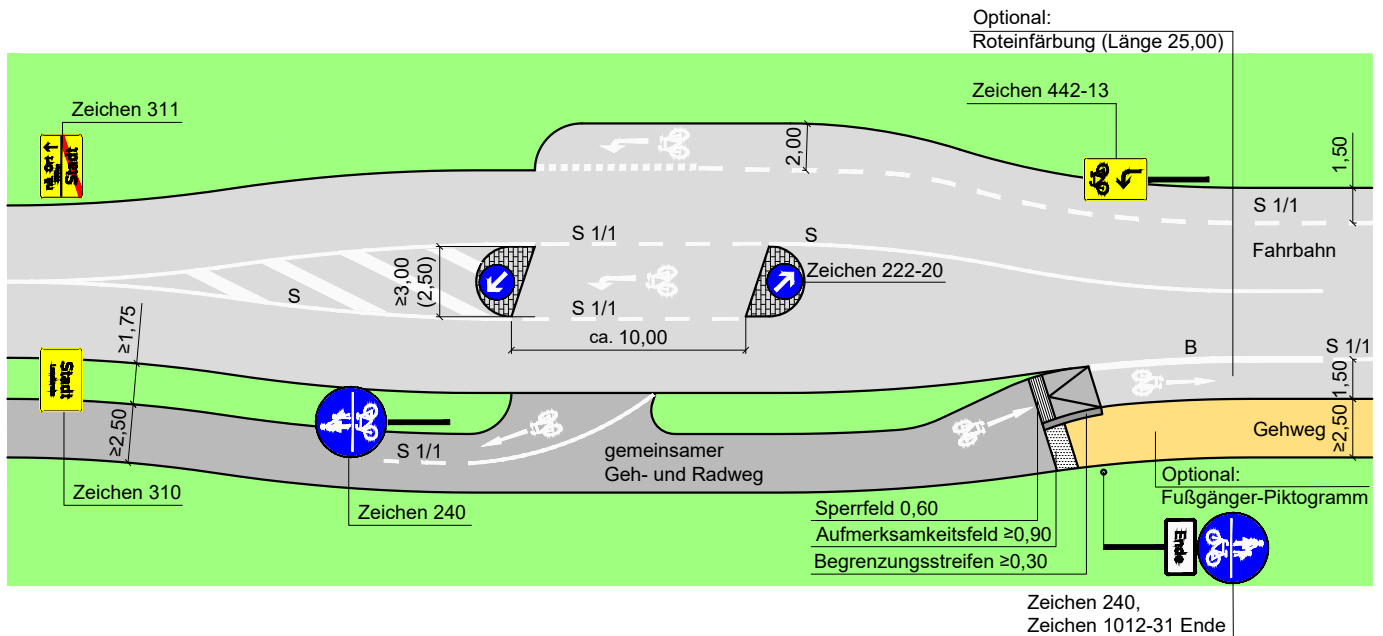 Optional:
Roteinfärbung (Länge 25,00)
Zeichen 311
Zeichen 442-13
Stadt
2,00
1,50
S 1/1
S 1/1
S
Fahrbahn
Zeichen 222-20
≥3,00
(2,50)
S
S 1/1
ca. 10,00
≥1,75
B
S 1/1
Stadt
1,50
≥2,50
S 1/1
gemeinsamer
Geh- und Radweg
Gehweg
≥2,50
Zeichen 310
Zeichen 240
Optional:
Fußgänger-Piktogramm
Sperrfeld 0,60
Aufmerksamkeitsfeld ≥0,90
Begrenzungsstreifen ≥0,30
Ende
Zeichen 240,
Zeichen 1012-31 Ende